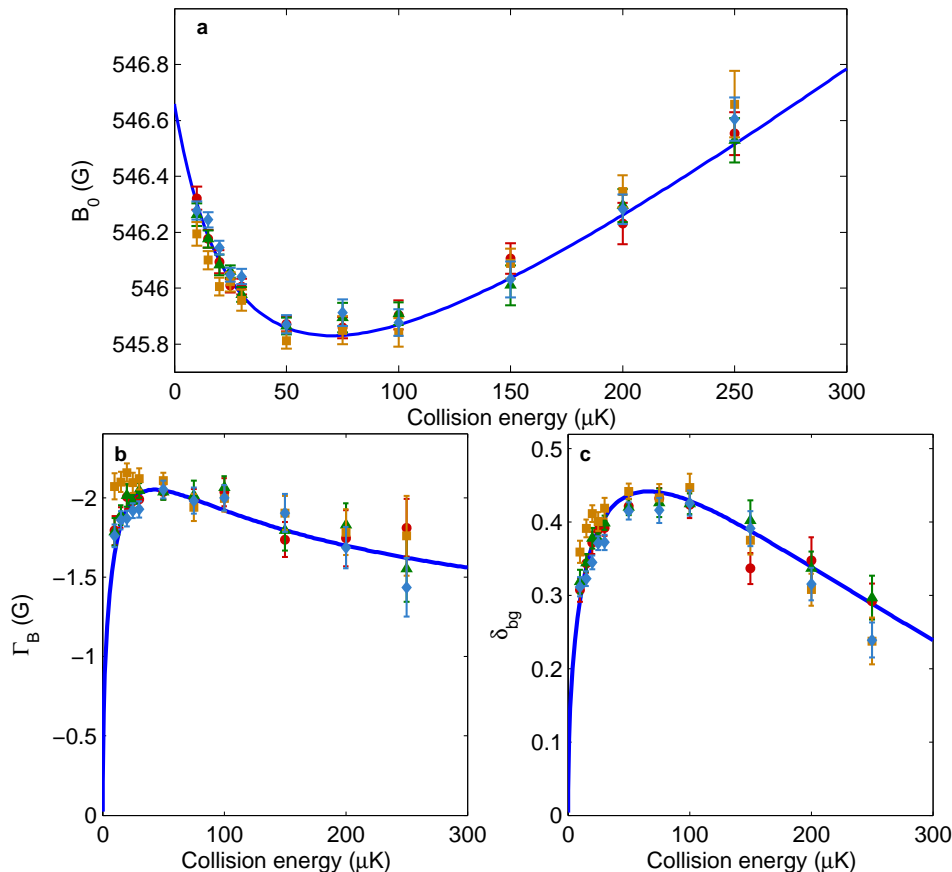 a
546.8
546.6
546.4
546.2
546
545.8
B0 (G)
0 50 100 150 200 250 300
Collision energy (μK)
b
−2
−1.5
−1
−0.5
0
ΓB (G)
0 100 200 300
Collision energy (μK)
c
0.5
0.4
0.3
0.2
0.1
0
δbg
0 100 200 300
Collision energy (μK)